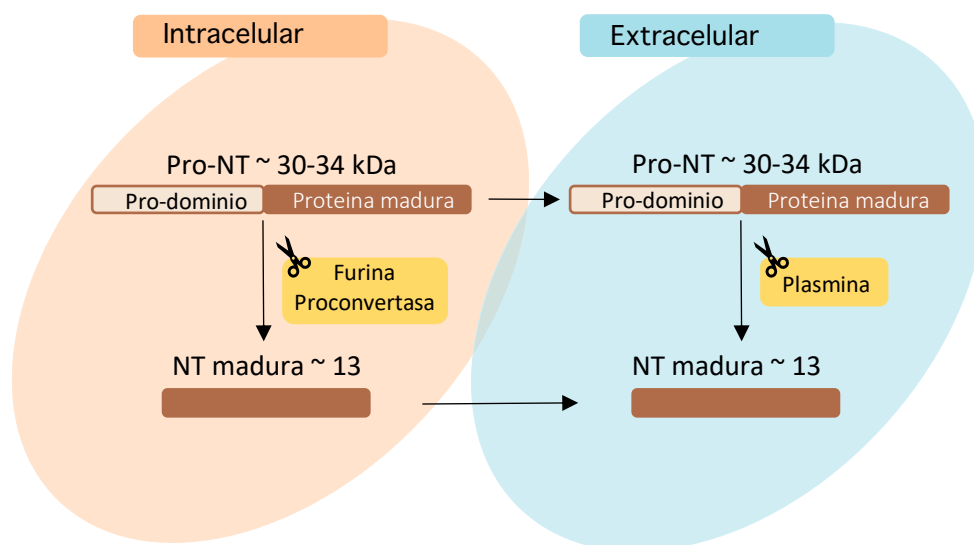 Intracelular
Extracelular
Pro-NT ~ 30-34 kDa
Pro-dominio
Proteina madura
Furina
Proconvertasa
NT madura ~ 13
Pro-NT ~ 30-34 kDa
Pro-dominio
Proteina madura
Plasmina
NT madura ~ 13